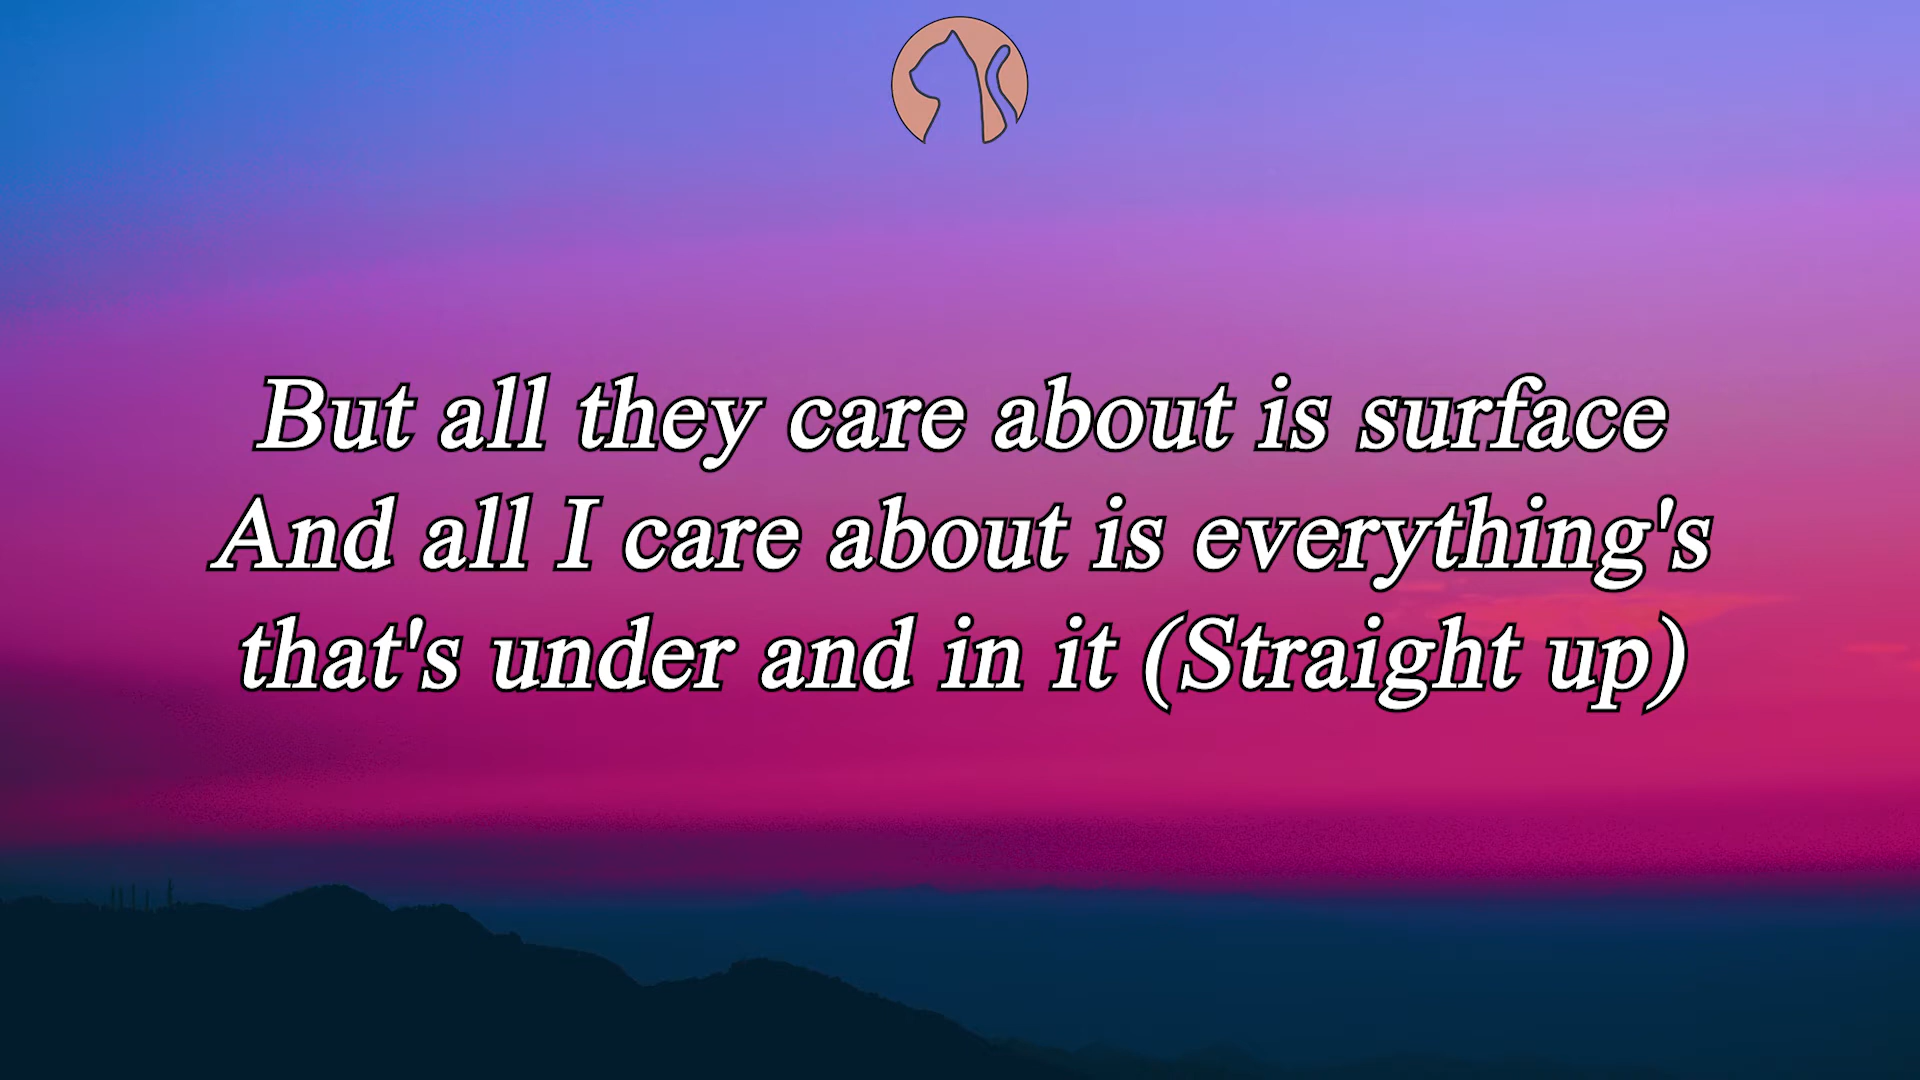 But all they care about is surface
And all I care about is everything's
that's under and in it (Straight up)